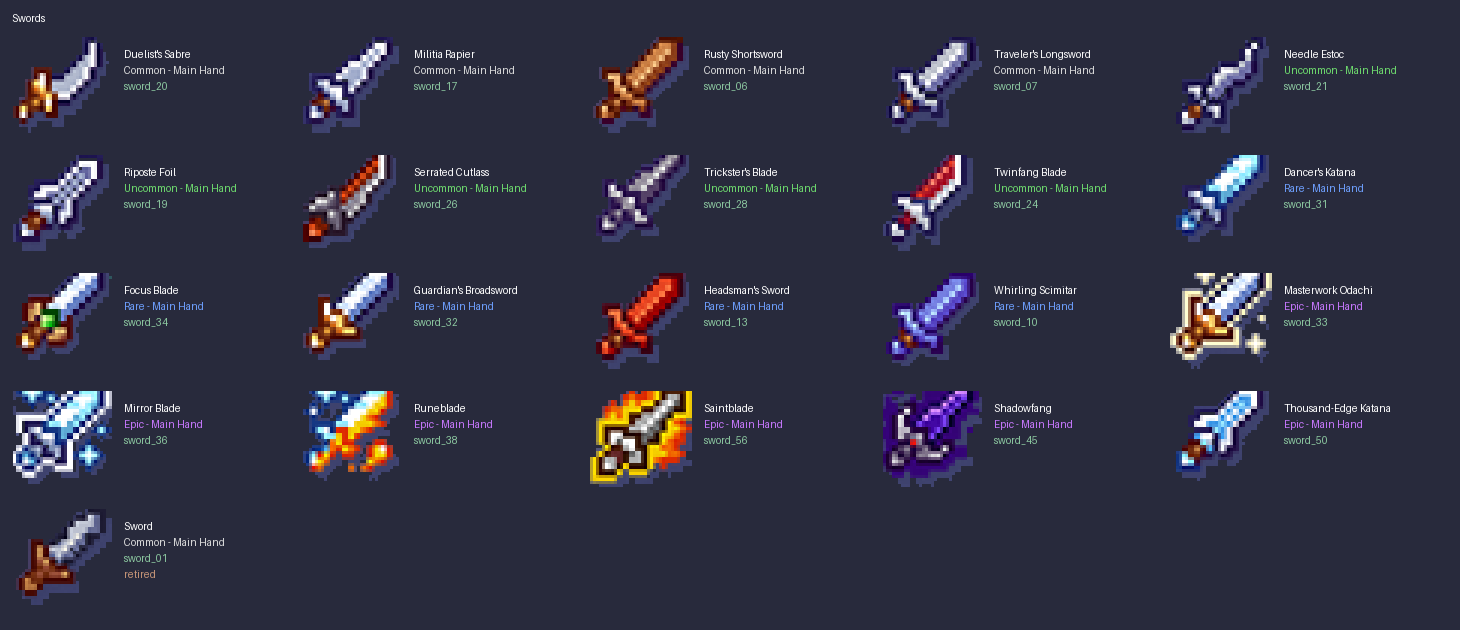 Swords
Duelist's Sabre
Common - Main Hand
sword_20
Militia Rapier
Common - Main Hand
sword_17
Rusty Shortsword
Common - Main Hand
sword_06
Traveler's Longsword
Common - Main Hand
sword_07
Needle Estoc
Uncommon - Main Hand
sword_21
Riposte Foil
Uncommon - Main Hand
sword_19
Serrated Cutlass
Uncommon - Main Hand
sword_26
Trickster's Blade
Uncommon - Main Hand
sword_28
Twinfang Blade
Uncommon - Main Hand
sword_24
Dancer's Katana
Rare - Main Hand
sword_31
Focus Blade
Rare - Main Hand
sword_34
Guardian's Broadsword
Rare - Main Hand
sword_32
Headsman's Sword
Rare - Main Hand
sword_13
Whirling Scimitar
Rare - Main Hand
sword_10
Masterwork Odachi
Epic - Main Hand
sword_33
Mirror Blade
Epic - Main Hand
sword_36
Runeblade
Epic - Main Hand
sword_38
Saintblade
Epic - Main Hand
sword_56
Shadowfang
Epic - Main Hand
sword_45
Thousand-Edge Katana
Epic - Main Hand
sword_50
Sword
Common - Main Hand
sword_01
retired